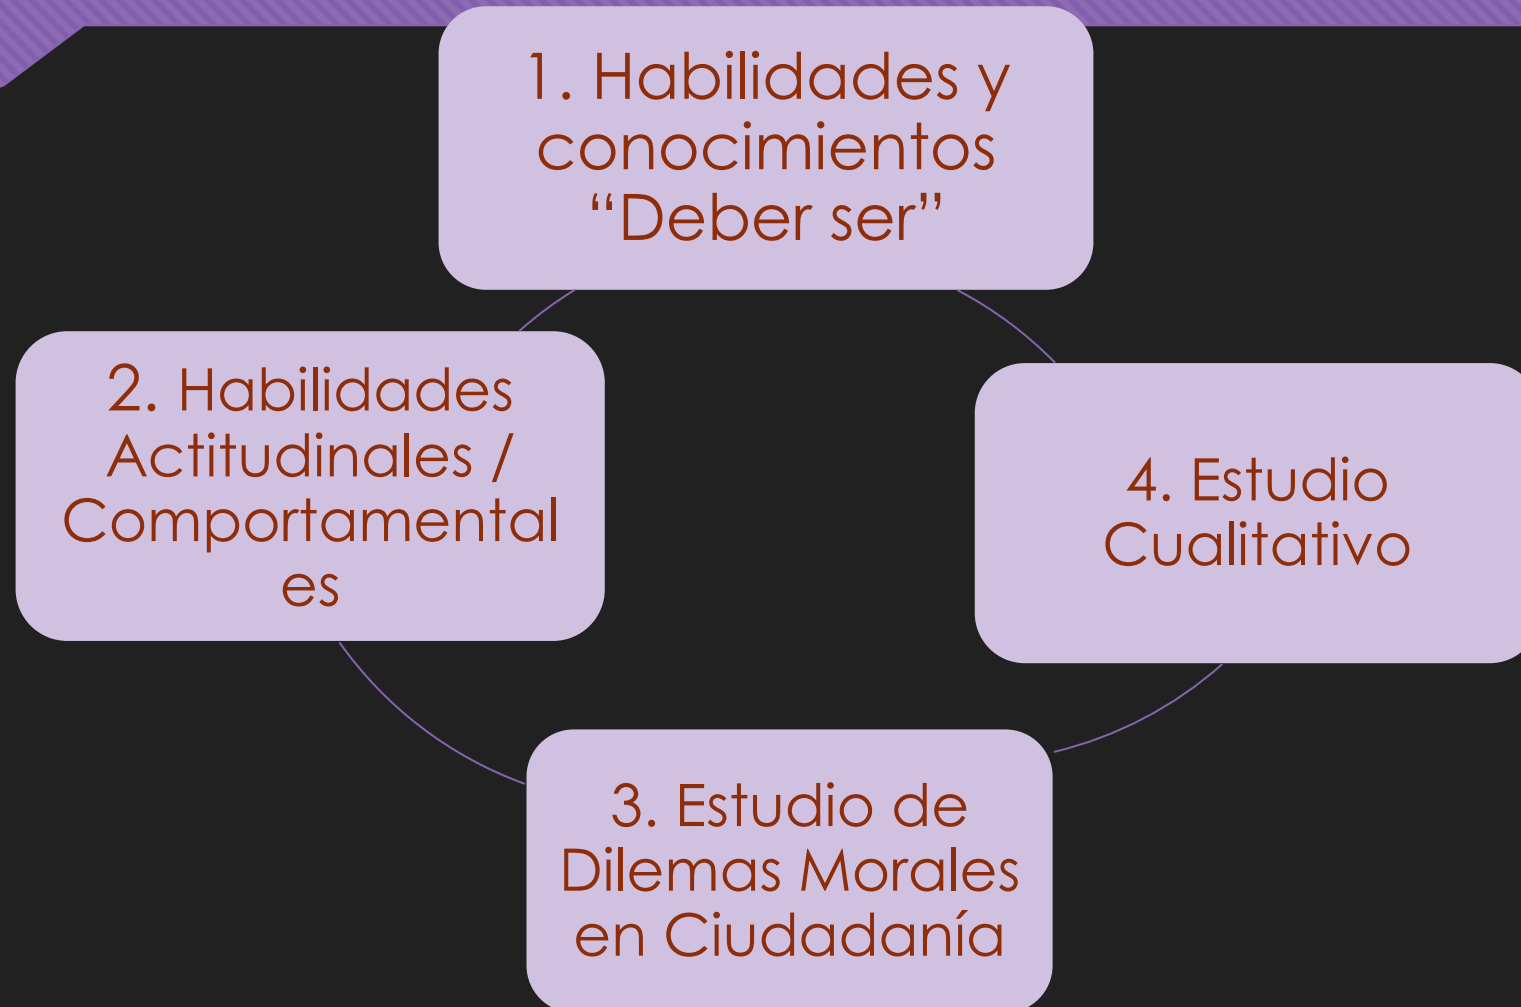 1. Habilidades y
conocimientos
“Deber ser”
2. Habilidades
Actitudinales /
Comportamental
es
3. Estudio de
Dilemas Morales
en Ciudadanía
4. Estudio
Cualitativo